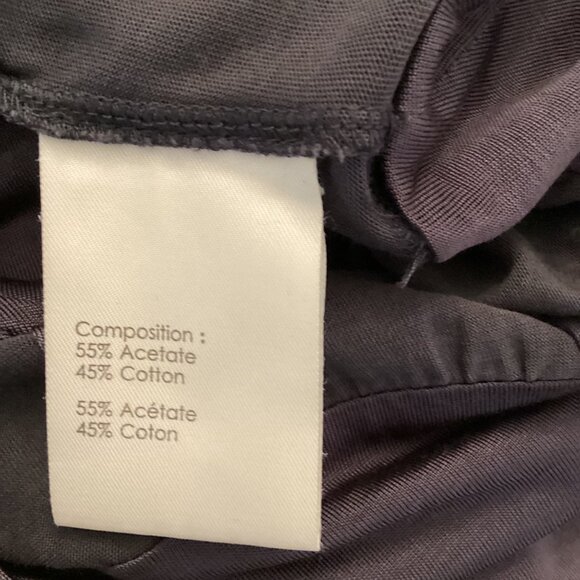 Composition :
55% Acetate
45% Cotton
55% Acétate
45% Coton